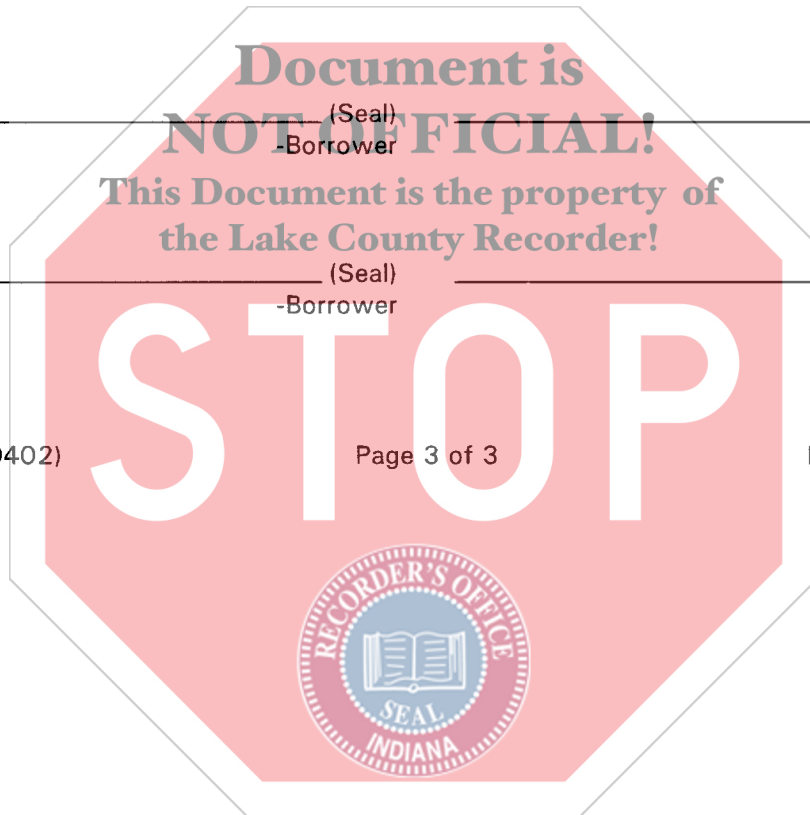 Document is
(Seal)
NOT OFFICIAL!
-Borrower
This Document is the property of
the Lake County Recorder!
(Seal)
-Borrower
STOP
0402)
Page 3 of 3
RECORDER'S OFFICE
SEAL
INDIANA